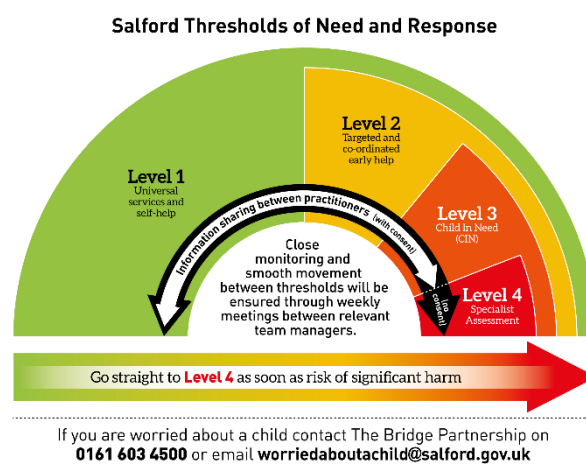 Salford Thresholds of Need and Response
Level 1
Universal
services and
self-help
Level 2
Targeted and
co-ordinated
early help
Level 3
Child In Need
(CIN)
Level 4
Specialist
Assessment
Information sharing between practitioners (with consent)
(no consent)
Close
monitoring and
smooth movement
between thresholds will be
ensured through weekly
meetings between relevant
team managers.
Go straight to Level 4 as soon as risk of significant harm
If you are worried about a child contact The Bridge Partnership on
0161 603 4500 or email worriedaboutachild@salford.gov.uk